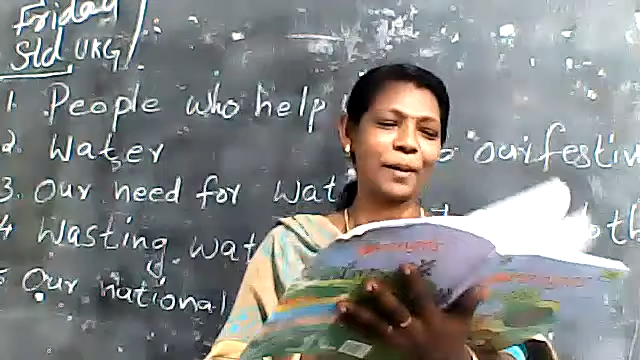 Friday
Std UKG
1. People who help
2. Water
our festiv
3. Our need for wat
4 Wasting wat
oth
5 Our national